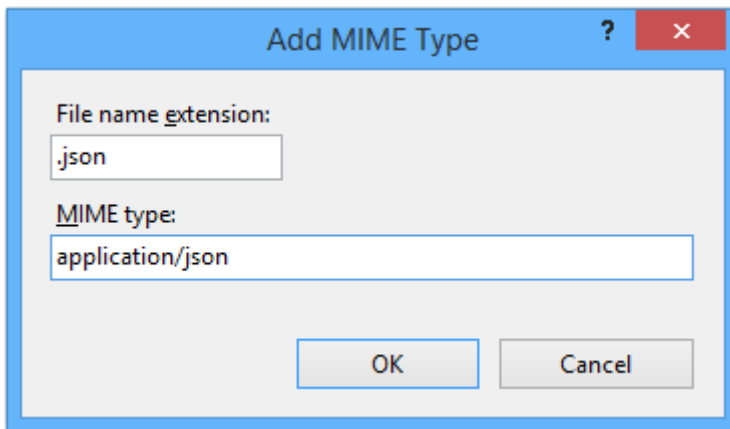 Add MIME Type
?
File name extension:
.json
MIME type:
application/json
OK
Cancel